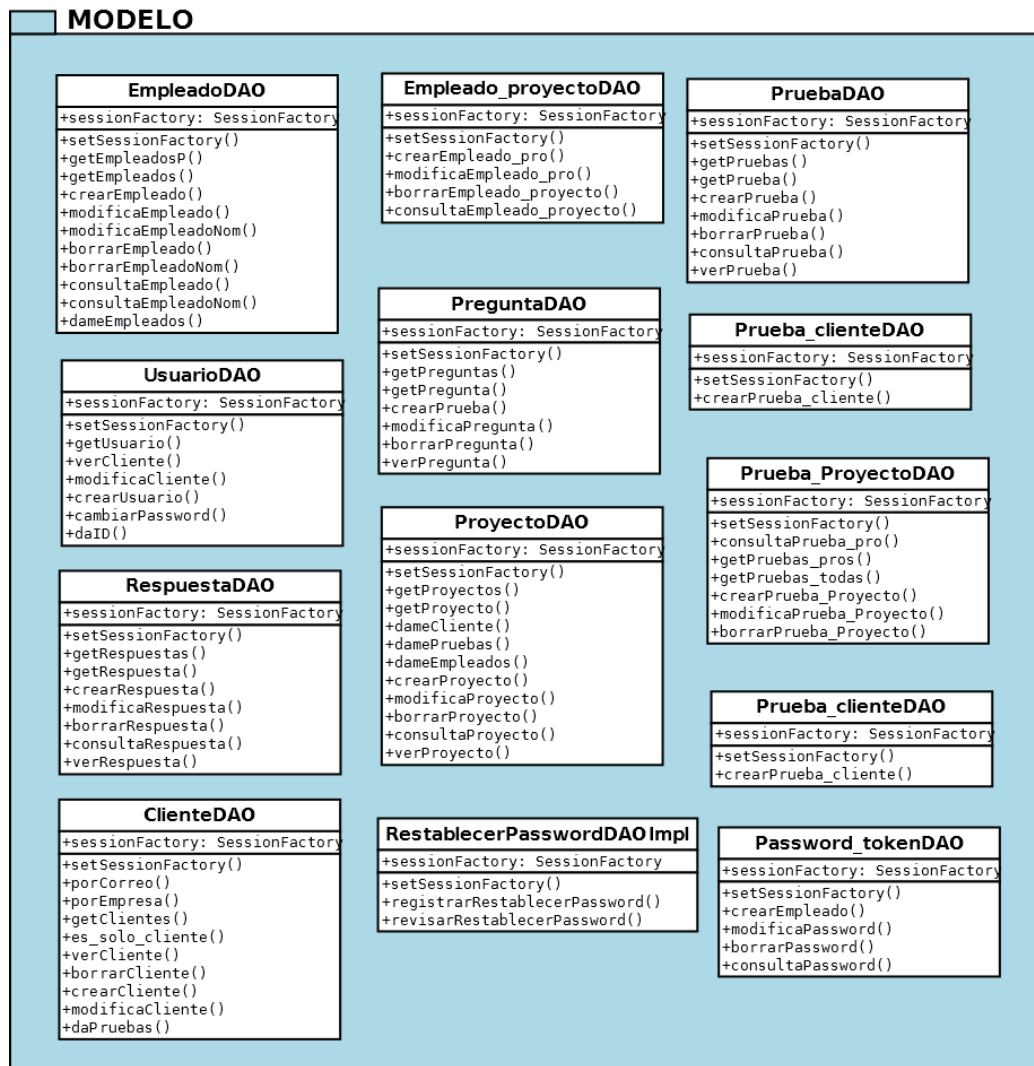 MODELO
EmpleadoDAO
+sessionFactory: SessionFactory
+setSessionFactory()
+getEmpleadosP()
+getEmpleados()
+crearEmpleado()
+modificaEmpleado()
+modificaEmpleadoNom()
+borrarEmpleado()
+borrarEmpleadoNom()
+consultaEmpleado()
+consultaEmpleadoNom()
+dameEmpleados()
UsuarioDAO
+sessionFactory: SessionFactory
+setSessionFactory()
+getUsuario()
+verCliente()
+modificaCliente()
+crearUsuario()
+cambiarPassword()
+daID()
RespuestaDAO
+sessionFactory: SessionFactory
+setSessionFactory()
+getRespuestas()
+getRespuesta()
+crearRespuesta()
+modificaRespuesta()
+borrarRespuesta()
+consultaRespuesta()
+verRespuesta()
ClienteDAO
+sessionFactory: SessionFactory
+setSessionFactory()
+porCorreo()
+porEmpresa()
+getClientes()
+es_solo_cliente()
+verCliente()
+borrarCliente()
+crearCliente()
+modificaCliente()
+daPruebas()
Empleado_proyectoDAO
+sessionFactory: SessionFactory
+setSessionFactory()
+crearEmpleado_pro()
+modificaEmpleado_pro()
+borrarEmpleado_proyecto()
+consultaEmpleado_proyecto()
PreguntaDAO
+sessionFactory: SessionFactory
+setSessionFactory()
+getPreguntas()
+getPregunta()
+crearPrueba()
+modificaPregunta()
+borrarPregunta()
+verPregunta()
ProyectoDAO
+sessionFactory: SessionFactory
+setSessionFactory()
+getProyectos()
+getProyecto()
+dameCliente()
+damePruebas()
+dameEmpleados()
+crearProyecto()
+modificaProyecto()
+borrarProyecto()
+consultaProyecto()
+verProyecto()
RestablecerPasswordDAOImpl
+sessionFactory: SessionFactory
+setSessionFactory()
+registrarRestablecerPassword()
+revisarRestablecerPassword()
PruebaDAO
+sessionFactory: SessionFactory
+setSessionFactory()
+getPruebas()
+getPrueba()
+crearPrueba()
+modificaPrueba()
+borrarPrueba()
+consultaPrueba()
+verPrueba()
Prueba_clienteDAO
+sessionFactory: SessionFactory
+setSessionFactory()
+crearPrueba_cliente()
Prueba_ProyectoDAO
+sessionFactory: SessionFactory
+setSessionFactory()
+consultaPrueba_pro()
+getPruebas_pros()
+getPruebas_todas()
+crearPrueba_Proyecto()
+modificaPrueba_Proyecto()
+borrarPrueba_Proyecto()
Prueba_clienteDAO
+sessionFactory: SessionFactory
+setSessionFactory()
+crearPrueba_cliente()
Password_tokenDAO
+sessionFactory: SessionFactory
+setSessionFactory()
+crearEmpleado()
+modificaPassword()
+borrarPassword()
+consultaPassword()